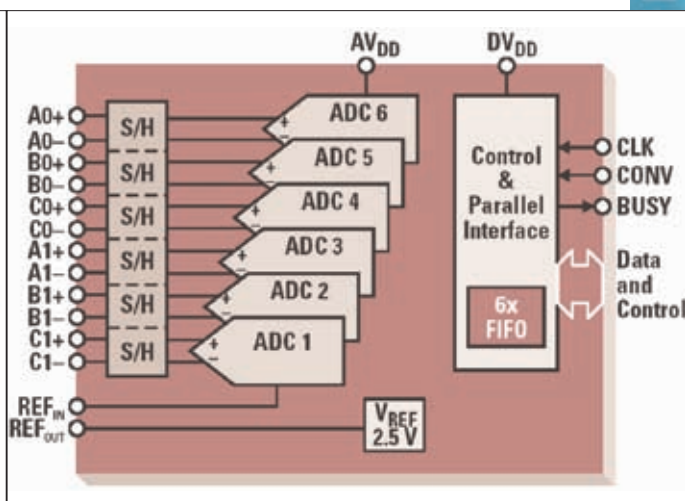 AVDD
DVDD
A0+
A0–
B0+
B0–
C0+
C0–
A1+
A1–
B1+
B1–
C1+
C1–
REFIN
REFOUT
S/H
S/H
S/H
S/H
S/H
S/H
+
–
ADC 6
+
–
ADC 5
+
–
ADC 4
+
–
ADC 3
+
–
ADC 2
+
–
ADC 1
VREF
2.5 V
Control
&
Parallel
Interface
6x
FIFO
CLK
CONV
BUSY
Data
and
Control